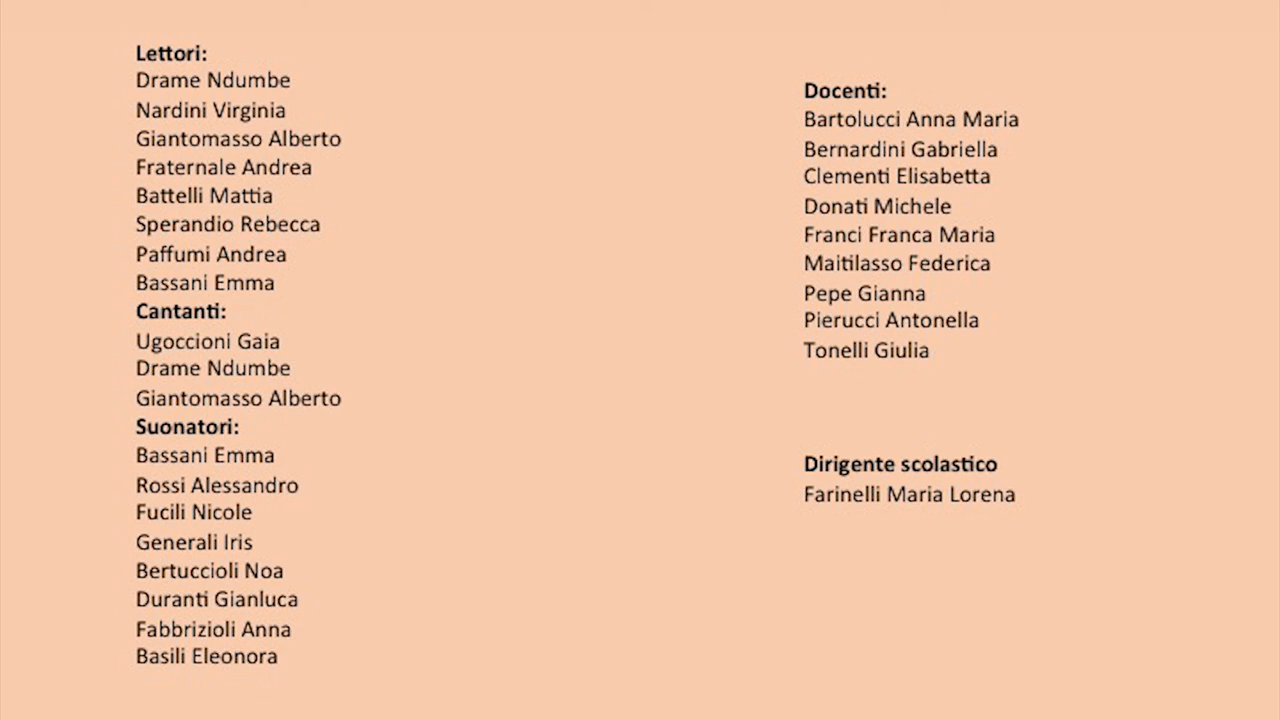 Lettori:
Drame Ndumbe
Nardini Virginia
Giantomasso Alberto
Fraternale Andrea
Battelli Mattia
Sperandio Rebecca
Paffumi Andrea
Bassani Emma
Cantanti:
Ugoccioni Gaia
Drame Ndumbe
Giantomasso Alberto
Suonatori:
Bassani Emma
Rossi Alessandro
Fucili Nicole
Generali Iris
Bertuccioli Noa
Duranti Gianluca
Fabbrizioli Anna
Basili Eleonora
Docenti:
Bartolucci Anna Maria
Bernardini Gabriella
Clementi Elisabetta
Donati Michele
Franci Franca Maria
Maitilasso Federica
Pepe Gianna
Pierucci Antonella
Tonelli Giulia
Dirigente scolastico
Farinelli Maria Lorena